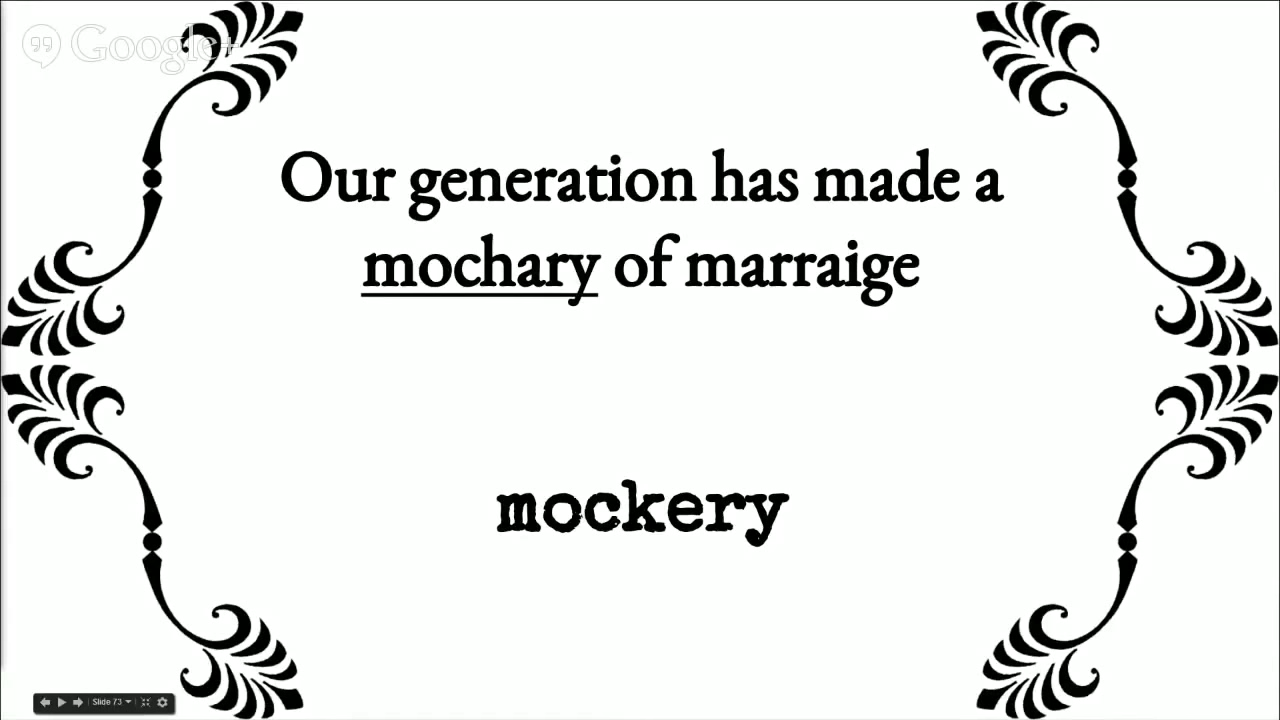 Google+
Our generation has made a
mochary of marraige
mockery
Slide 73